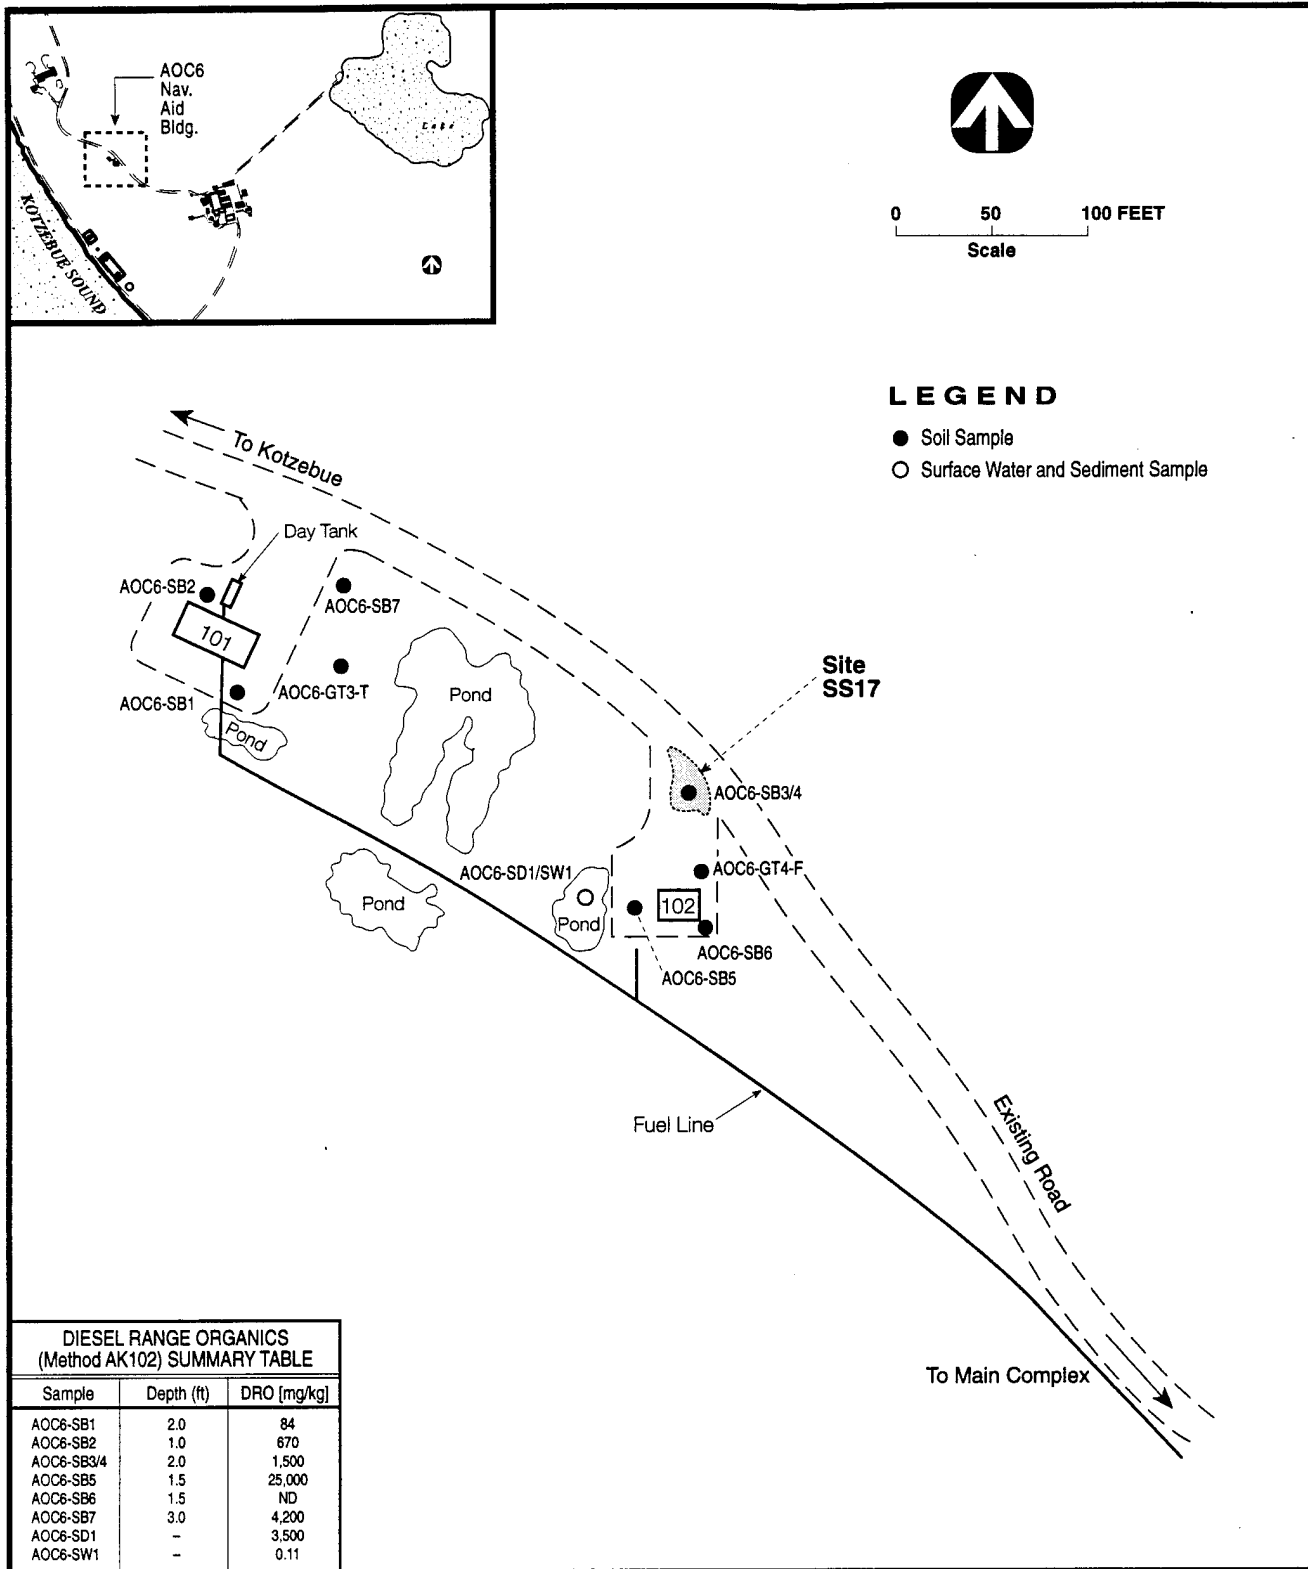 AOC6
Nav.
Aid
Bldg.
Lake
KOTZEBUE SOUND
0 50 100 FEET
Scale
LEGEND
Soil Sample
Surface Water and Sediment Sample
To Kotzebue
Day Tank
AOC6-SB2
AOC6-SB7
101
AOC6-GT3-T
AOC6-SB1
Pond
Pond
Site
SS17
AOC6-SB3/4
AOC6-SD1/SW1
AOC6-GT4-F
Pond
102
Pond
AOC6-SB6
AOC6-SB5
Fuel Line
Existing Road
To Main Complex
DIESEL RANGE ORGANICS
(Method AK102) SUMMARY TABLE
Sample Depth (ft) DRO [mg/kg]
AOC6-SB1 2.0 84
AOC6-SB2 1.0 670
AOC6-SB3/4 2.0 1,500
AOC6-SB5 1.5 25,000
AOC6-SB6 1.5 ND
AOC6-SB7 3.0 4,200
AOC6-SD1 – 3,500
AOC6-SW1 – 0.11